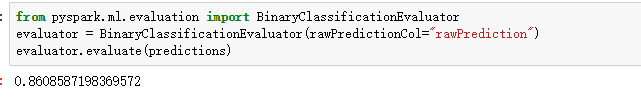 from pyspark.ml.evaluation import BinaryClassificationEvaluator
evaluator = BinaryClassificationEvaluator(rawPredictionCol="rawPrediction")
evaluator.evaluate(predictions)
0.8608587198369572